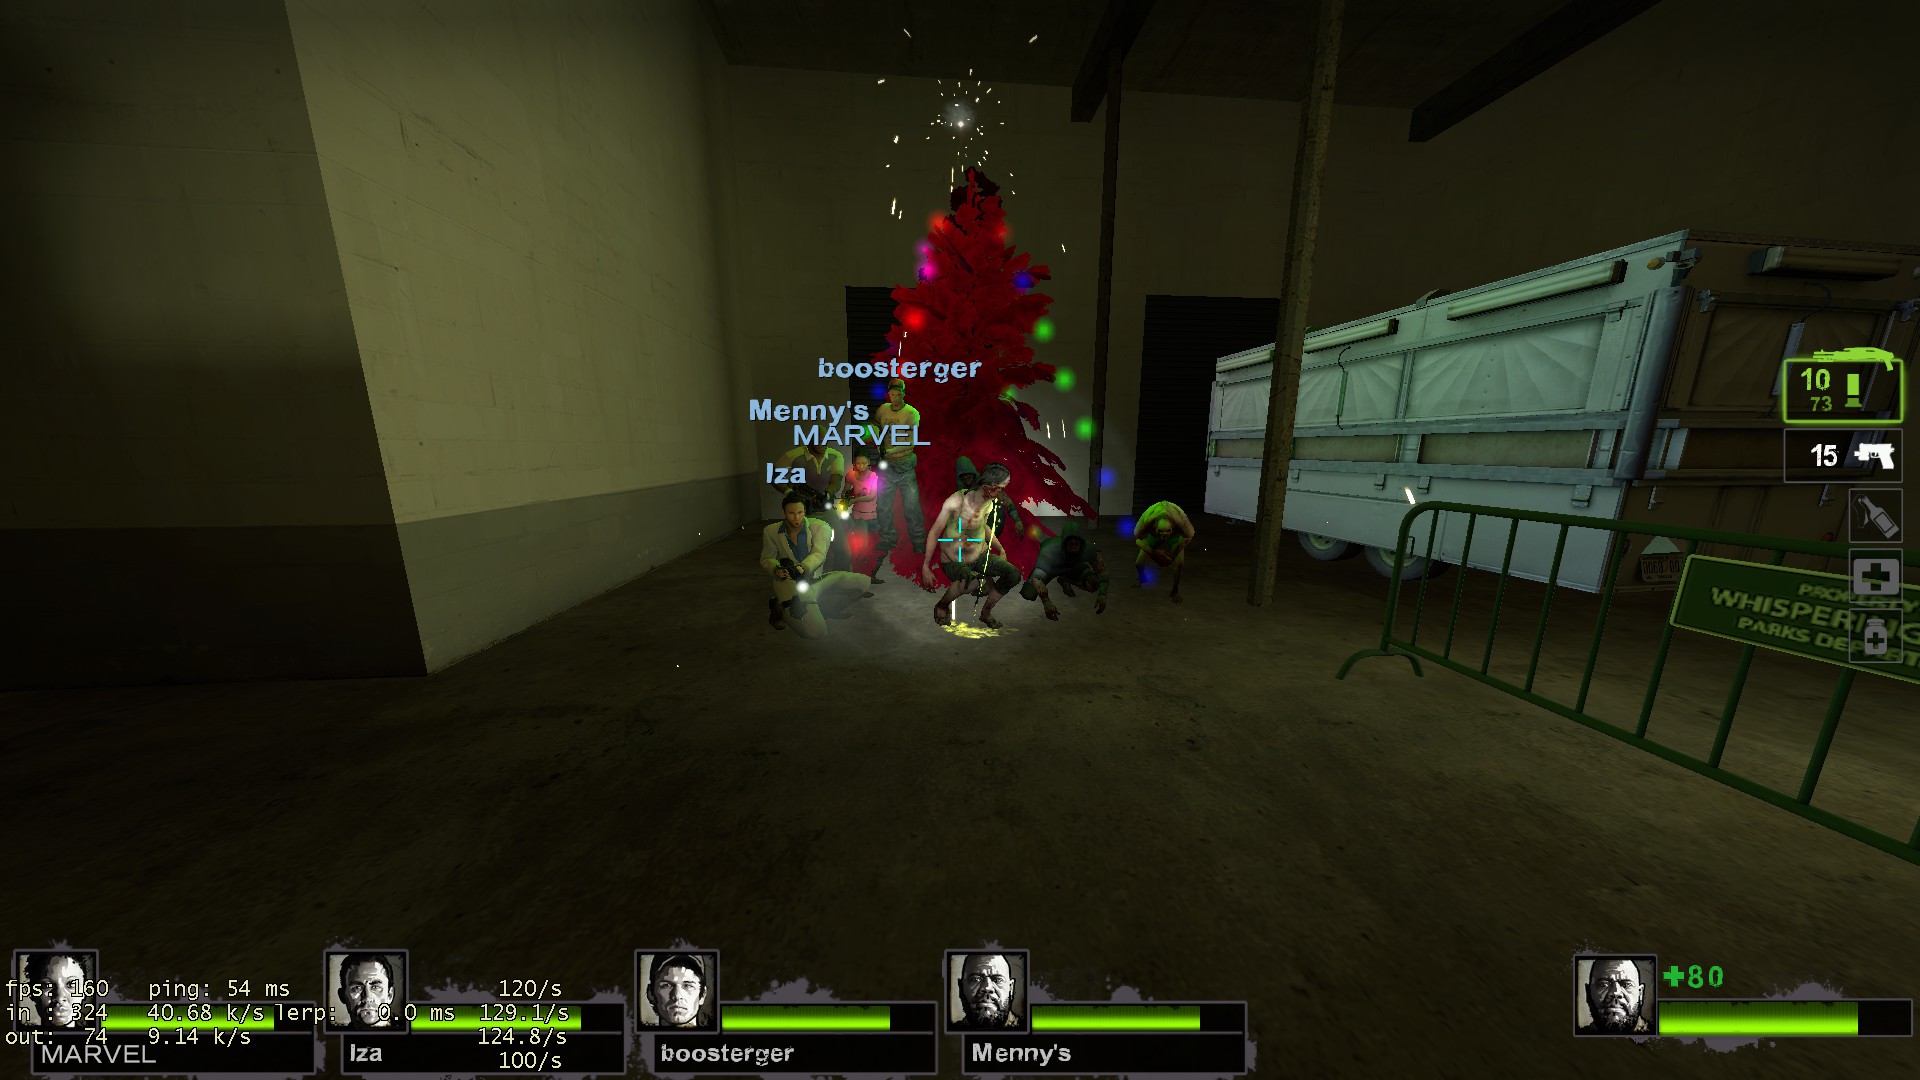 boosterger
Menny's
MARVEL
Iza
10
73
15
WHISPERING
PARKS
+80
fps: 160 ping: 54 ms 120/s
in : 324 40.68 k/s lerp: 0.0 ms 129.1/s
out: 74 9.14 k/s 124.8/s
100/s
MARVEL
Iza
boosterger
Menny's